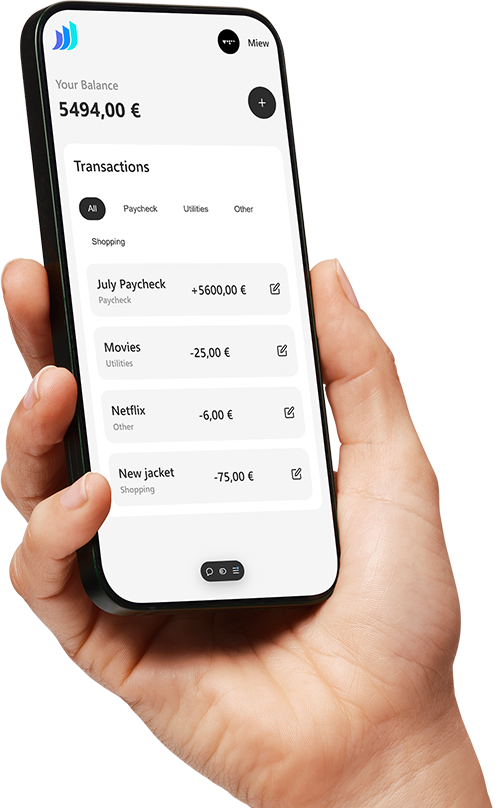 Miew
Your Balance
5494,00 €
+
Transactions
All Paycheck Utilities Other
Shopping
July Paycheck +5600,00 €
Paycheck
Movies -25,00 €
Utilities
Netflix -6,00 €
Other
New jacket -75,00 €
Shopping